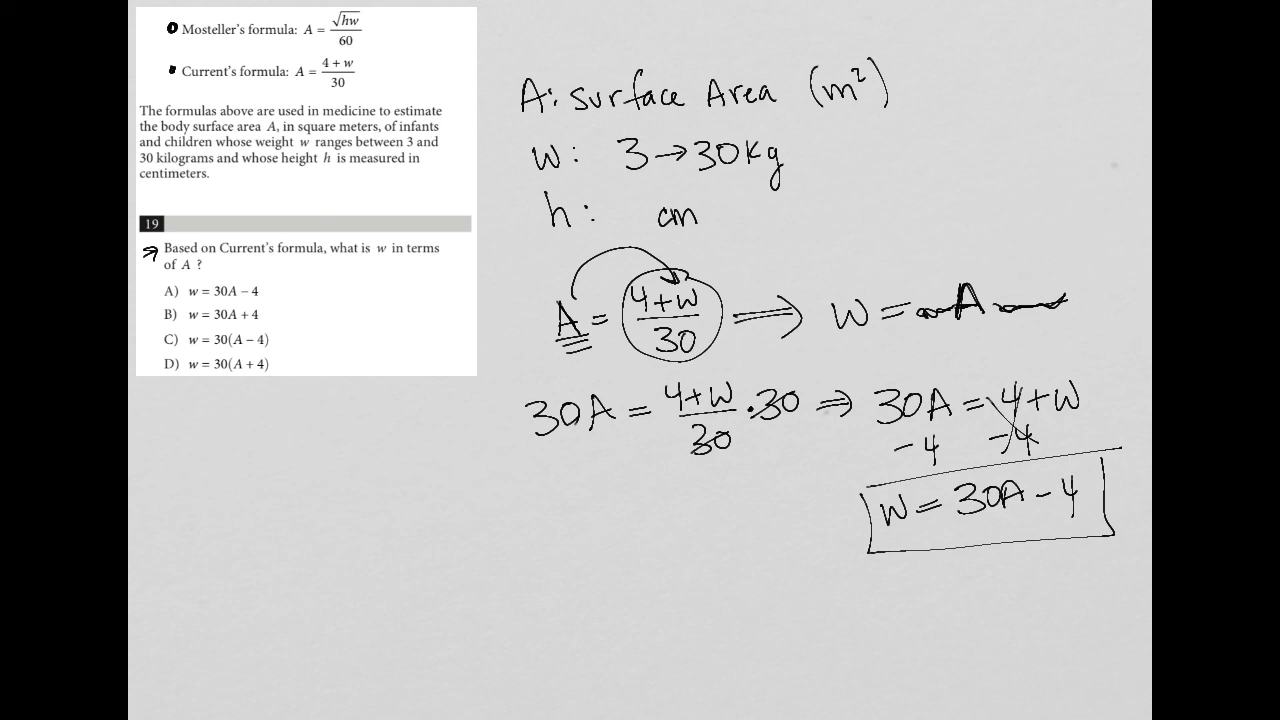 Mosteller's formula: A = √hw / 60
Current's formula: A = 4 + w / 30
The formulas above are used in medicine to estimate
the body surface area A, in square meters, of infants
and children whose weight w ranges between 3 and
30 kilograms and whose height h is measured in
centimeters.
19
Based on Current's formula, what is w in terms
of A ?
A) w = 30A − 4
B) w = 30A + 4
C) w = 30(A − 4)
D) w = 30(A + 4)
A: Surface Area (m²)
W: 3 → 30kg
h: cm
A = 4+W / 30 ⟹ W = A
30A = 4+W / 30 · 30 ⟹ 30A = 4+W
−4 −4
W = 30A − 4